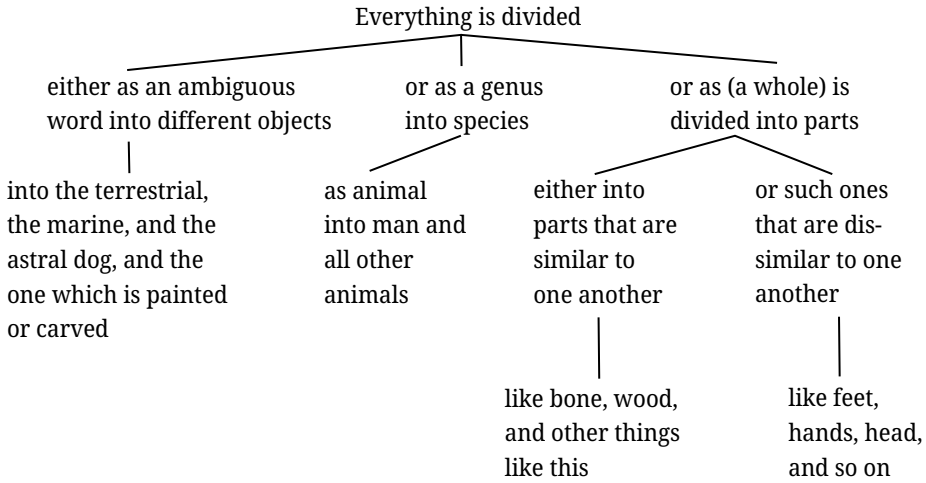 Everything is divided
either as an ambiguous
word into different objects
or as a genus
into species
or as (a whole) is
divided into parts
into the terrestrial,
the marine, and the
astral dog, and the
one which is painted
or carved
as animal
into man and
all other
animals
either into
parts that are
similar to
one another
or such ones
that are dis-
similar to one
another
like bone, wood,
and other things
like this
like feet,
hands, head,
and so on